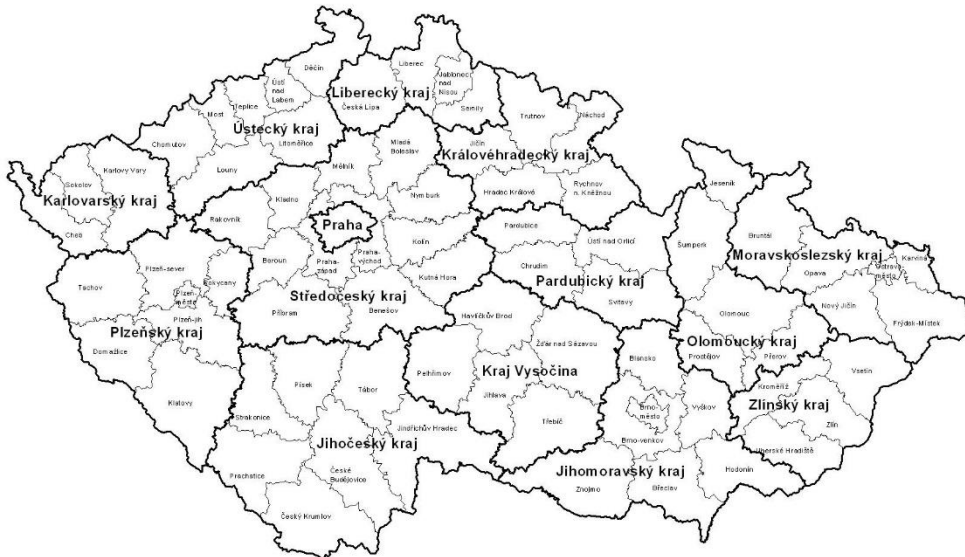 Děčín
Liberec
Ústí
nad
Labem
Jablonec
nad
Nisou
Teplice
Liberecký kraj
Česká Lípa
Semily
Most
Ústecký kraj
Trutnov
Náchod
Chomutov
Litoměřice
Mladá
Boleslav
Jičín
Královéhradecký kraj
Louny
Mělník
Karlovy Vary
Sokolov
Karlovarský kraj
Kladno
Nymburk
Hradec Králové
Rychnov
n. Kněžnou
Jeseník
Rakovník
Praha
Cheb
Pardubice
Bruntál
Kolín
Ústí nad Orlicí
Šumperk
Beroun
Praha-
západ
Praha-
východ
Moravskoslezský kraj
Karviná
Plzeň-sever
Chrudim
Opava
Ostrava-
město
Tachov
Rokycany
Kutná Hora
Pardubický kraj
Plzeň-
město
Středočeský kraj
Svitavy
Nový Jičín
Příbram
Benešov
Olomouc
Havlíčkův Brod
Plzeň-jih
Plzeňský kraj
Frýdek-Místek
Olomoucký kraj
Domažlice
Žďár nad Sázavou
Blansko
Prostějov
Přerov
Vsetín
Pelhřimov
Kraj Vysočina
Písek
Tábor
Kroměříž
Klatovy
Jihlava
Zlínský kraj
Strakonice
Třebíč
Brno-
město
Vyškov
Zlín
Jindřichův Hradec
Jihočeský kraj
Brno-venkov
Uherské Hradiště
Prachatice
České
Budějovice
Jihomoravský kraj
Hodonín
Znojmo
Břeclav
Český Krumlov